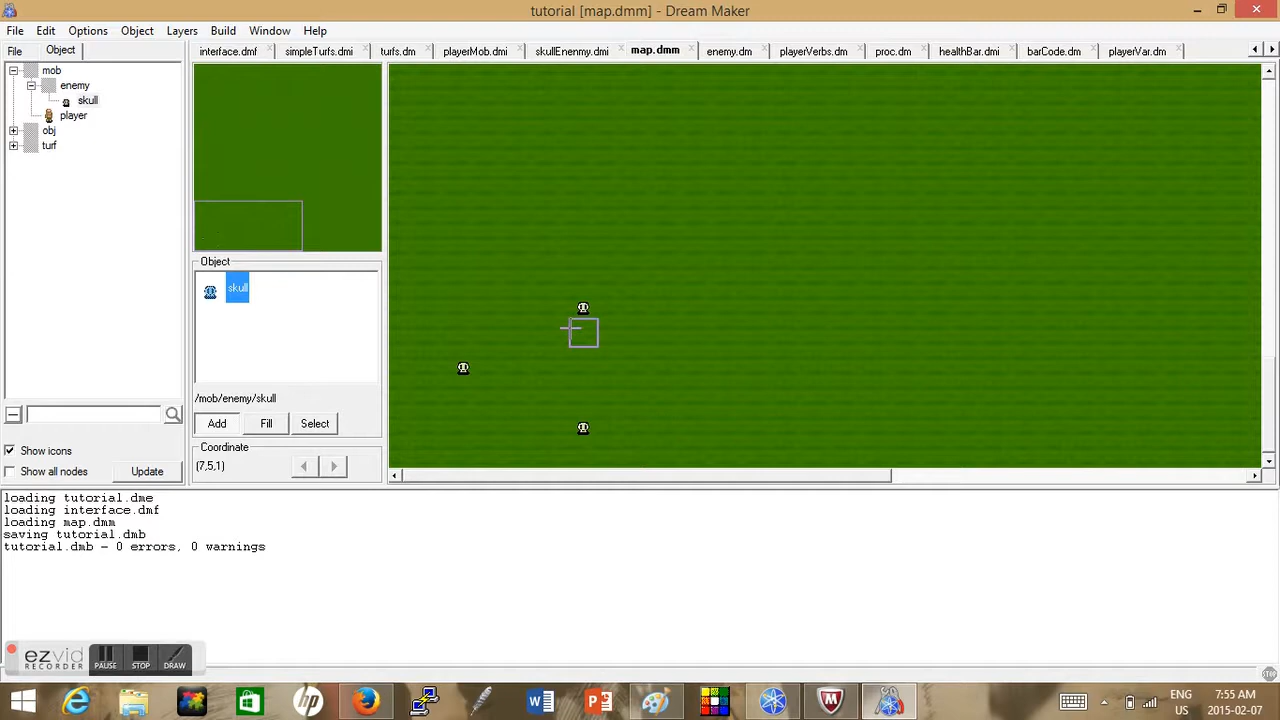 tutorial [map.dmm] - Dream Maker
File Edit Options Object Layers Build Window Help
File Object
interface.dmf simpleTurfs.dmi turfs.dm playerMob.dmi skullEnenmy.dmi map.dmm enemy.dm playerVerbs.dm proc.dm healthBar.dmi barCode.dm playerVar.dm
mob
enemy
skull
player
obj
turf
Object
skull
/mob/enemy/skull
Add Fill Select
Show icons
Coordinate
(7,5,1)
Show all nodes Update
loading tutorial.dme
loading interface.dmf
loading map.dmm
saving tutorial.dmb
tutorial.dmb - 0 errors, 0 warnings
ezvid
RECORDER
PAUSE STOP DRAW
ENG
US
7:55 AM
2015-02-07